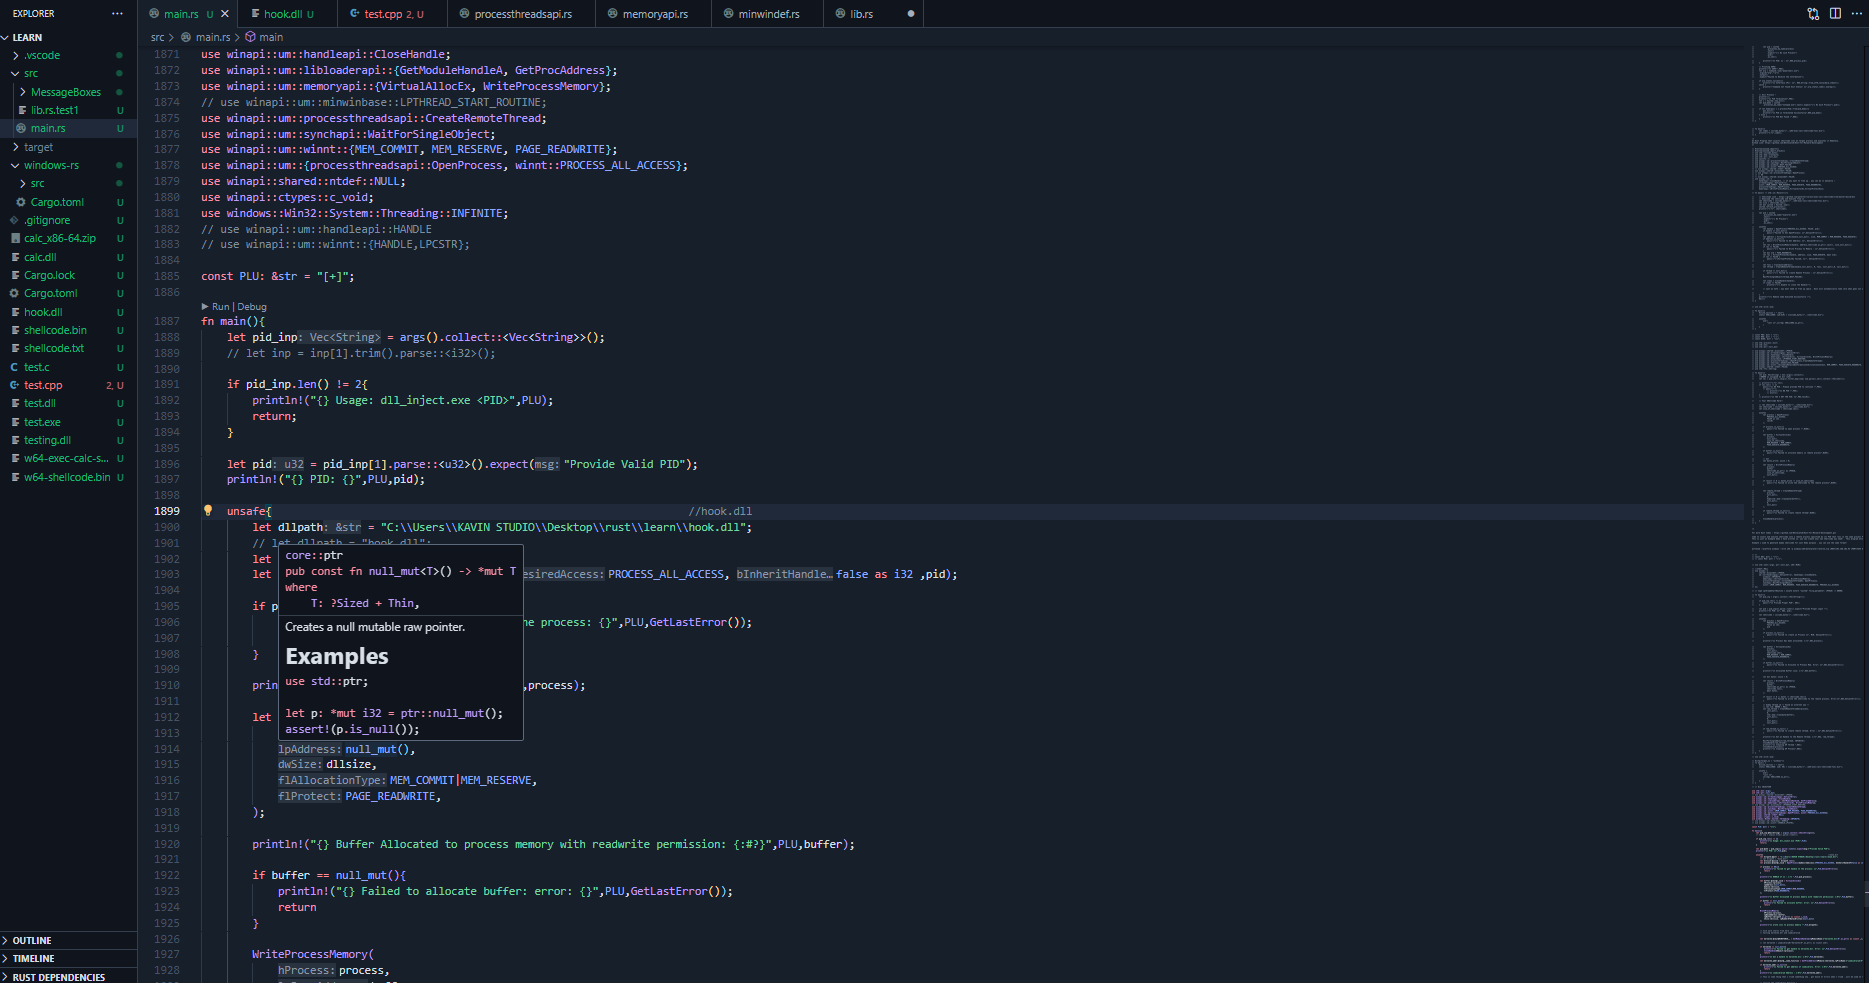 EXPLORER ···
LEARN
.vscode
src
MessageBoxes
lib.rs.test1 U
main.rs U
target
windows-rs
src
Cargo.toml U
.gitignore U
calc_x86-64.zip U
calc.dll U
Cargo.lock U
Cargo.toml U
hook.dll U
shellcode.bin U
shellcode.txt U
test.c U
test.cpp 2, U
test.dll U
test.exe U
testing.dll U
w64-exec-calc-s... U
w64-shellcode.bin U
OUTLINE
TIMELINE
RUST DEPENDENCIES
main.rs U
hook.dll U
test.cpp 2, U
processthreadsapi.rs
memoryapi.rs
minwindef.rs
lib.rs
src > main.rs > main
1871 use winapi::um::handleapi::CloseHandle;
1872 use winapi::um::libloaderapi::{GetModuleHandleA, GetProcAddress};
1873 use winapi::um::memoryapi::{VirtualAllocEx, WriteProcessMemory};
1874 // use winapi::um::minwinbase::LPTHREAD_START_ROUTINE;
1875 use winapi::um::processthreadsapi::CreateRemoteThread;
1876 use winapi::um::synchapi::WaitForSingleObject;
1877 use winapi::um::winnt::{MEM_COMMIT, MEM_RESERVE, PAGE_READWRITE};
1878 use winapi::um::{processthreadsapi::OpenProcess, winnt::PROCESS_ALL_ACCESS};
1879 use winapi::shared::ntdef::NULL;
1880 use winapi::ctypes::c_void;
1881 use windows::Win32::System::Threading::INFINITE;
1882 // use winapi::um::handleapi::HANDLE
1883 // use winapi::um::winnt::{HANDLE,LPCSTR};
1884
1885 const PLU: &str = "[+]";
1886
Run | Debug
1887 fn main(){
1888 let pid_inp: Vec<String> = args().collect::<Vec<String>>();
1889 // let inp = inp[1].trim().parse::<i32>();
1890
1891 if pid_inp.len() != 2{
1892 println!("{} Usage: dll_inject.exe <PID>",PLU);
1893 return;
1894 }
1895
1896 let pid: u32 = pid_inp[1].parse::<u32>().expect(msg: "Provide Valid PID");
1897 println!("{} PID: {}",PLU,pid);
1898
1899 unsafe{ //hook.dll
1900 let dllpath: &str = "C:\\Users\\KAVIN STUDIO\\Desktop\\rust\\learn\\hook.dll";
1901 // let dllpath = "hook.dll";
1902 let
1903 let esiredAccess: PROCESS_ALL_ACCESS, bInheritHandle… false as i32 ,pid);
1904
1905 if p
1906 he process: {}",PLU,GetLastError());
1907
1908 }
1909
1910 prin ,process);
1911
1912 let
1913
1914 lpAddress: null_mut(),
1915 dwSize: dllsize,
1916 flAllocationType: MEM_COMMIT|MEM_RESERVE,
1917 flProtect: PAGE_READWRITE,
1918 );
1919
1920 println!("{} Buffer Allocated to process memory with readwrite permission: {:#?}",PLU,buffer);
1921
1922 if buffer == null_mut(){
1923 println!("{} Failed to allocate buffer: error: {}",PLU,GetLastError());
1924 return
1925 }
1926
1927 WriteProcessMemory(
1928 hProcess: process,
core::ptr
pub const fn null_mut<T>() -> *mut T
where
T: ?Sized + Thin,
Creates a null mutable raw pointer.
Examples
use std::ptr;
let p: *mut i32 = ptr::null_mut();
assert!(p.is_null());